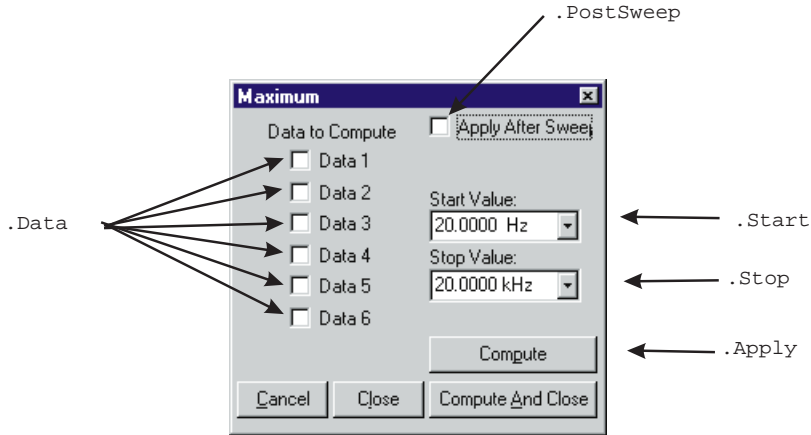 .PostSweep
Maximum
Data to Compute
Apply After Sweep
Data 1
Data 2
Data 3
Data 4
Data 5
Data 6
.Data
Start Value:
20.0000 Hz
.Start
Stop Value:
20.0000 kHz
.Stop
Compute
.Apply
Cancel
Close
Compute And Close